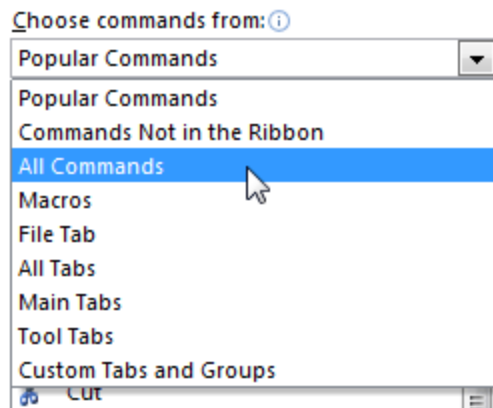 Choose commands from:
Popular Commands
Popular Commands
Commands Not in the Ribbon
All Commands
Macros
File Tab
All Tabs
Main Tabs
Tool Tabs
Custom Tabs and Groups
Cut